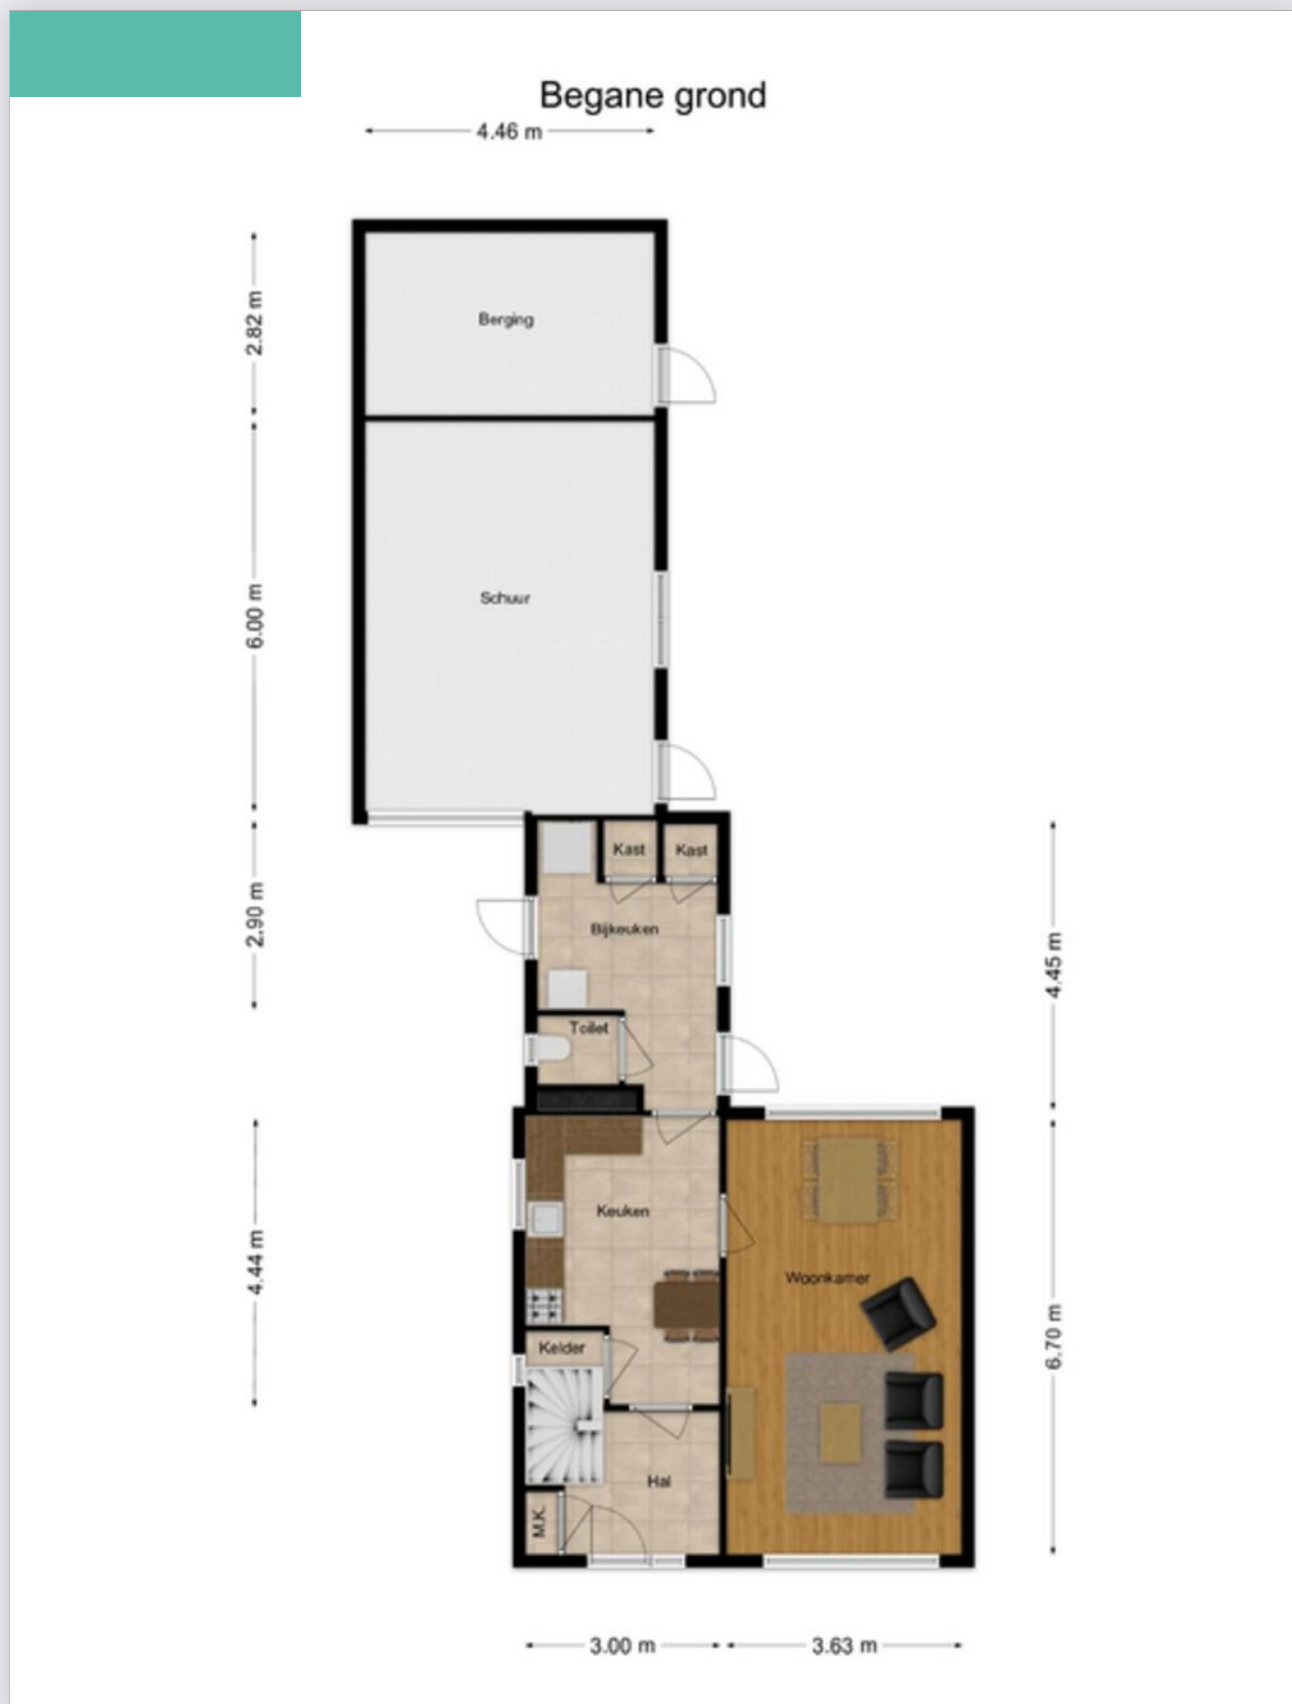 Begane grond
4.46 m
2.82 m
Berging
6.00 m
Schuur
Kast
Kast
2.90 m
Bijkeuken
4.45 m
Toilet
Keuken
4.44 m
Woonkamer
6.70 m
Kelder
Hal
M.K.
3.00 m
3.63 m